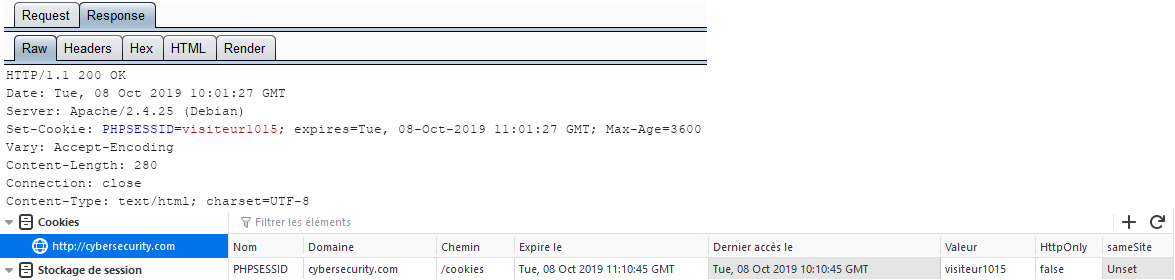 Request Response
Raw Headers Hex HTML Render
HTTP/1.1 200 OK
Date: Tue, 08 Oct 2019 10:01:27 GMT
Server: Apache/2.4.25 (Debian)
Set-Cookie: PHPSESSID=visiteur1015; expires=Tue, 08-Oct-2019 11:01:27 GMT; Max-Age=3600
Vary: Accept-Encoding
Content-Length: 280
Connection: close
Content-Type: text/html; charset=UTF-8
Cookies Filtrer les éléments
http://cybersecurity.com Nom Domaine Chemin Expire le Dernier accès le Valeur HttpOnly sameSite
Stockage de session PHPSESSID cybersecurity.com /cookies Tue, 08 Oct 2019 11:10:45 GMT Tue, 08 Oct 2019 10:10:45 GMT visiteur1015 false Unset